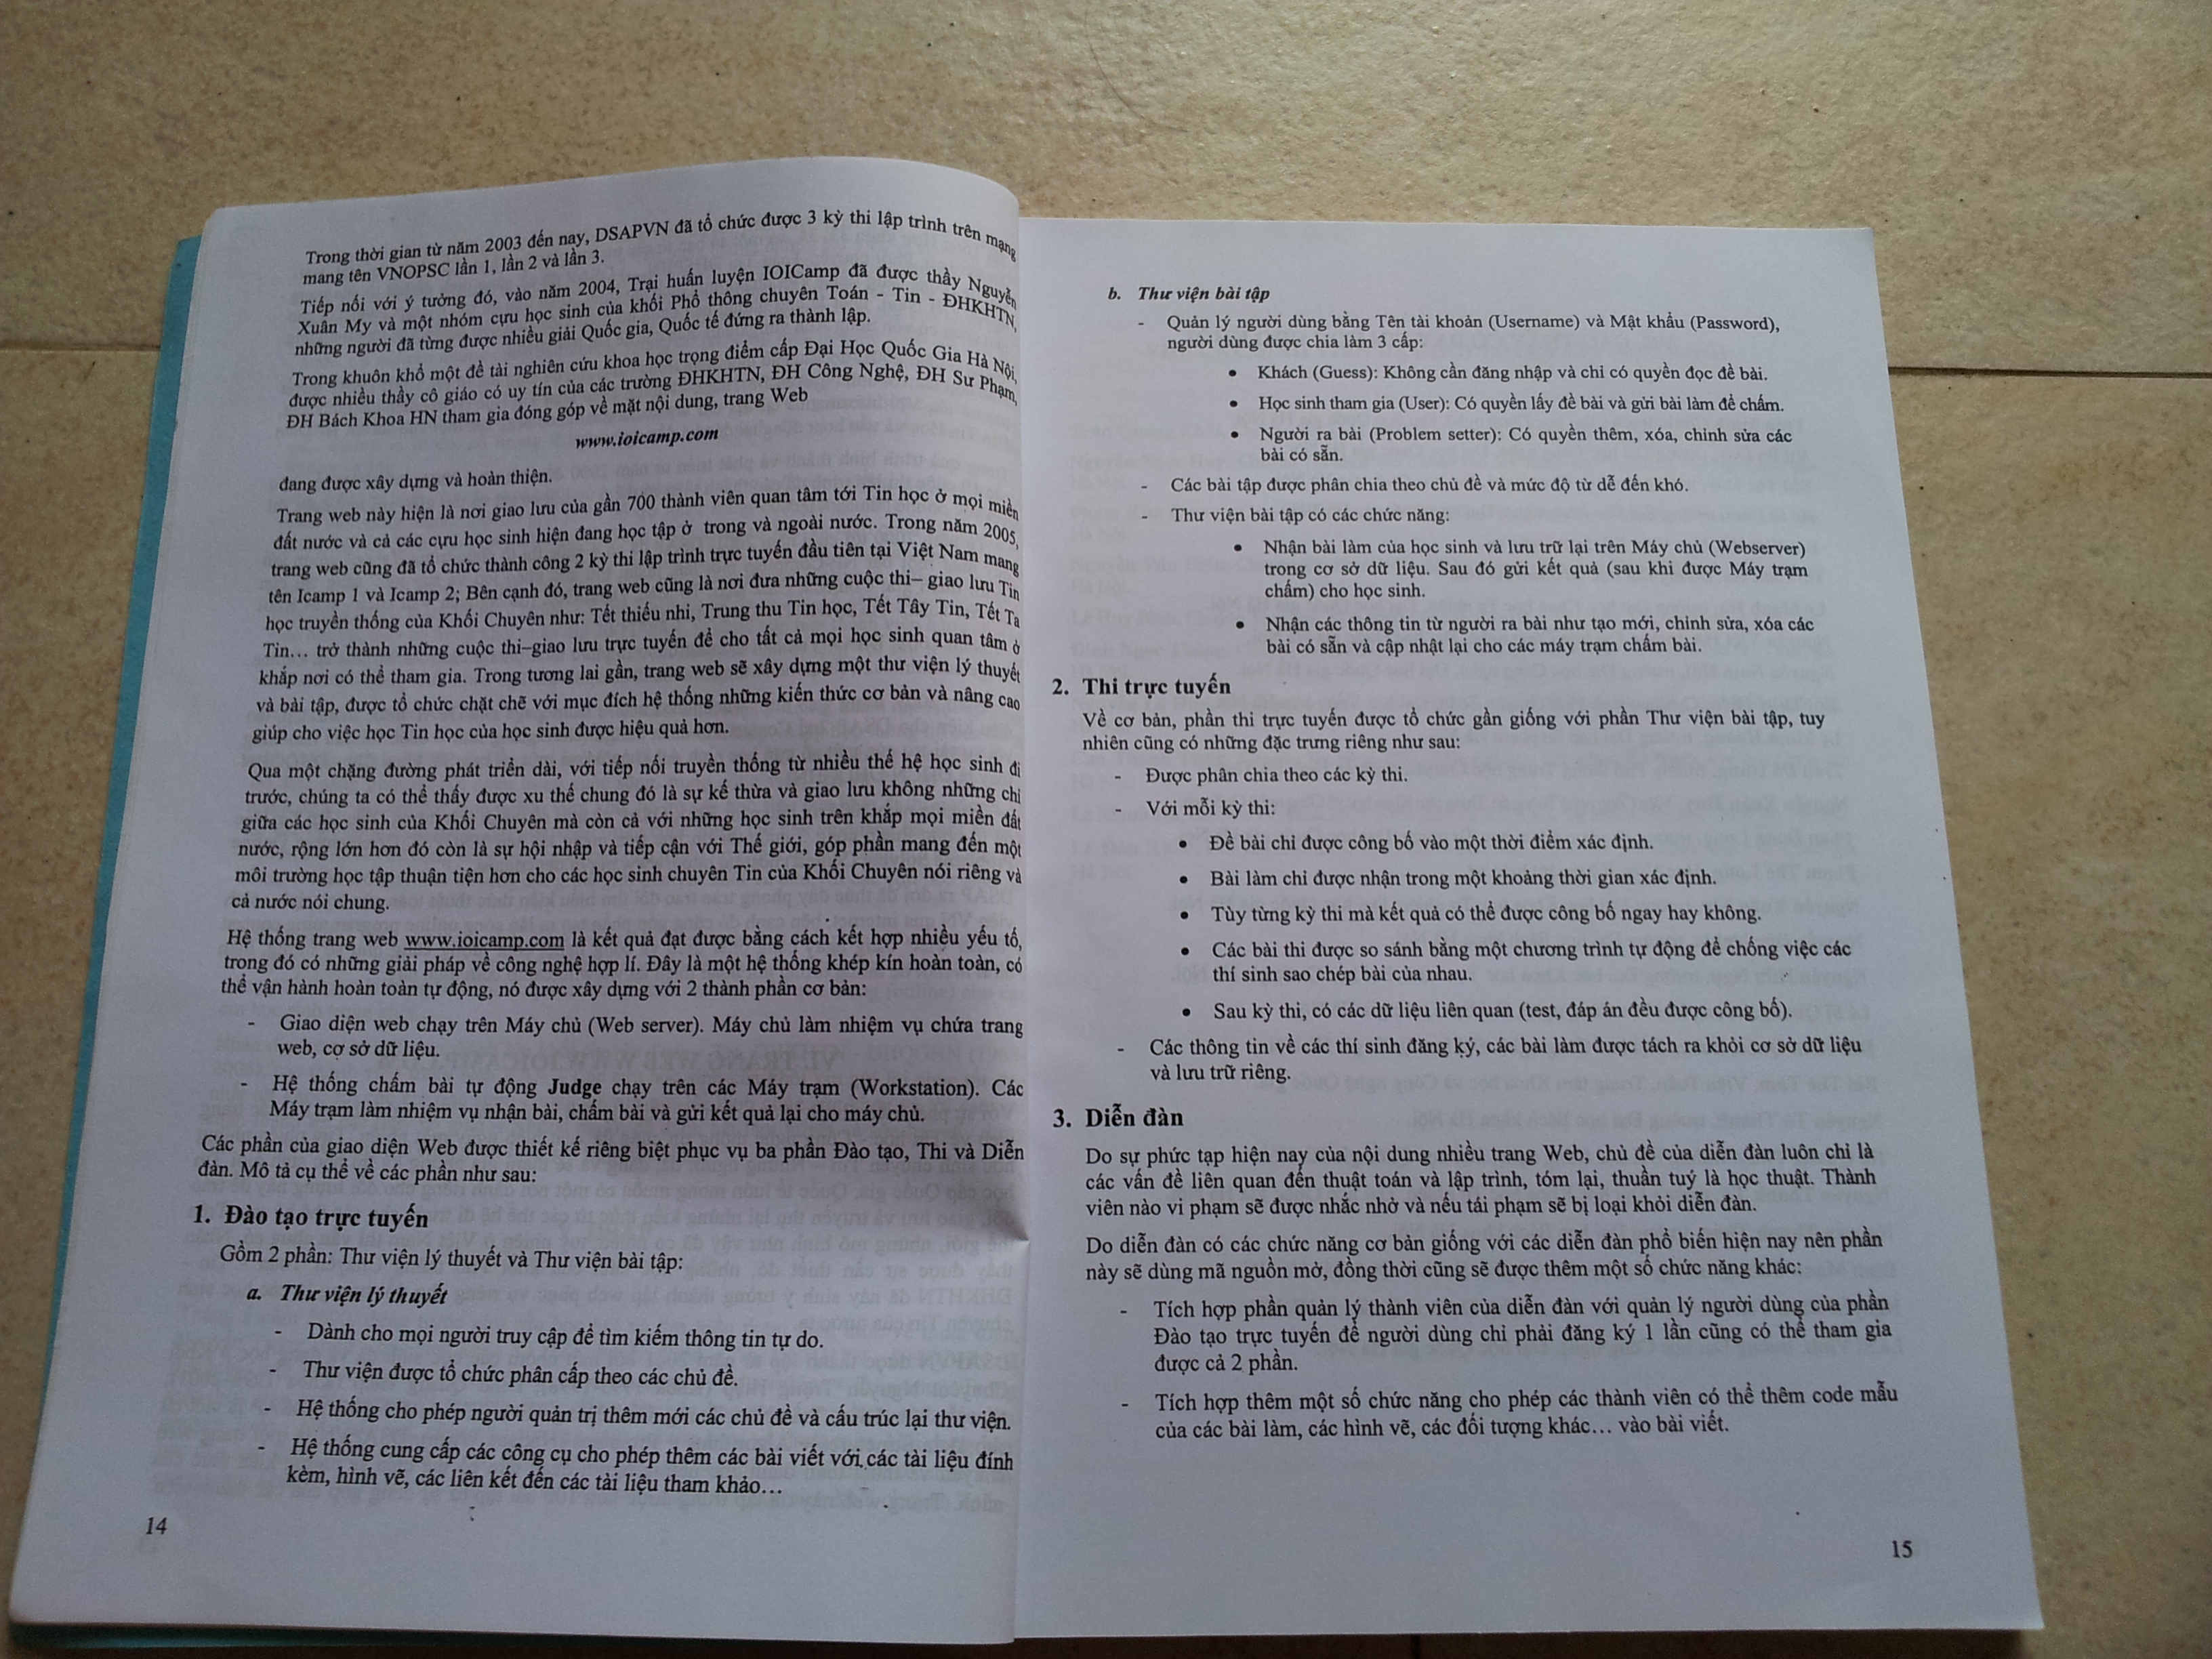 Trong thời gian từ năm 2003 đến nay, DSAPVN đã tổ chức được 3 kỳ thi lập trình trên mạng
mang tên VNOPSC lần 1, lần 2 và lần 3.
Tiếp nối với ý tưởng đó, vào năm 2004, Trại huấn luyện IOICamp đã được thầy Nguyễn
Xuân My và một nhóm cựu học sinh của khối Phổ thông chuyên Toán - Tin - ĐHKHTN,
những người đã từng được nhiều giải Quốc gia, Quốc tế đứng ra thành lập.
Trong khuôn khổ một đề tài nghiên cứu khoa học trọng điểm cấp Đại Học Quốc Gia Hà Nội,
được nhiều thầy cô giáo có uy tín của các trường ĐHKHTN, ĐH Công Nghệ, ĐH Sư Phạm,
ĐH Bách Khoa HN tham gia đóng góp về mặt nội dung, trang Web
www.ioicamp.com
đang được xây dựng và hoàn thiện.
Trang web này hiện là nơi giao lưu của gần 700 thành viên quan tâm tới Tin học ở mọi miền
đất nước và cả các cựu học sinh hiện đang học tập ở trong và ngoài nước. Trong năm 2005,
trang web cũng đã tổ chức thành công 2 kỳ thi lập trình trực tuyến đầu tiên tại Việt Nam mang
tên Icamp 1 và Icamp 2; Bên cạnh đó, trang web cũng là nơi đưa những cuộc thi– giao lưu Tin
học truyền thống của Khối Chuyên như: Tết thiếu nhi, Trung thu Tin học, Tết Tây Tin, Tết Ta
Tin… trở thành những cuộc thi–giao lưu trực tuyến để cho tất cả mọi học sinh quan tâm ở
khắp nơi có thể tham gia. Trong tương lai gần, trang web sẽ xây dựng một thư viện lý thuyết
và bài tập, được tổ chức chặt chẽ với mục đích hệ thống những kiến thức cơ bản và nâng cao
giúp cho việc học Tin học của học sinh được hiệu quả hơn.
Qua một chặng đường phát triển dài, với tiếp nối truyền thống từ nhiều thế hệ học sinh đi
trước, chúng ta có thể thấy được xu thế chung đó là sự kế thừa và giao lưu không những chỉ
giữa các học sinh của Khối Chuyên mà còn cả với những học sinh trên khắp mọi miền đất
nước, rộng lớn hơn đó còn là sự hội nhập và tiếp cận với Thế giới, góp phần mang đến một
môi trường học tập thuận tiện hơn cho các học sinh chuyên Tin của Khối Chuyên nói riêng và
cả nước nói chung.
Hệ thống trang web www.ioicamp.com là kết quả đạt được bằng cách kết hợp nhiều yếu tố,
trong đó có những giải pháp về công nghệ hợp lí. Đây là một hệ thống khép kín hoàn toàn, có
thể vận hành hoàn toàn tự động, nó được xây dựng với 2 thành phần cơ bản:
- Giao diện web chạy trên Máy chủ (Web server). Máy chủ làm nhiệm vụ chứa trang
web, cơ sở dữ liệu.
- Hệ thống chấm bài tự động Judge chạy trên các Máy trạm (Workstation). Các
Máy trạm làm nhiệm vụ nhận bài, chấm bài và gửi kết quả lại cho máy chủ.
Các phần của giao diện Web được thiết kế riêng biệt phục vụ ba phần Đào tạo, Thi và Diễn
đàn. Mô tả cụ thể về các phần như sau:
1. Đào tạo trực tuyến
Gồm 2 phần: Thư viện lý thuyết và Thư viện bài tập:
a. Thư viện lý thuyết
- Dành cho mọi người truy cập để tìm kiếm thông tin tự do.
- Thư viện được tổ chức phân cấp theo các chủ đề.
- Hệ thống cho phép người quản trị thêm mới các chủ đề và cấu trúc lại thư viện.
- Hệ thống cung cấp các công cụ cho phép thêm các bài viết với các tài liệu đính
kèm, hình vẽ, các liên kết đến các tài liệu tham khảo…
14
b. Thư viện bài tập
- Quản lý người dùng bằng Tên tài khoản (Username) và Mật khẩu (Password),
người dùng được chia làm 3 cấp:
• Khách (Guess): Không cần đăng nhập và chỉ có quyền đọc đề bài.
• Học sinh tham gia (User): Có quyền lấy đề bài và gửi bài làm để chấm.
• Người ra bài (Problem setter): Có quyền thêm, xóa, chỉnh sửa các
bài có sẵn.
- Các bài tập được phân chia theo chủ đề và mức độ từ dễ đến khó.
- Thư viện bài tập có các chức năng:
• Nhận bài làm của học sinh và lưu trữ lại trên Máy chủ (Webserver)
trong cơ sở dữ liệu. Sau đó gửi kết quả (sau khi được Máy trạm
chấm) cho học sinh.
• Nhận các thông tin từ người ra bài như tạo mới, chỉnh sửa, xóa các
bài có sẵn và cập nhật lại cho các máy trạm chấm bài.
2. Thi trực tuyến
Về cơ bản, phần thi trực tuyến được tổ chức gần giống với phần Thư viện bài tập, tuy
nhiên cũng có những đặc trưng riêng như sau:
- Được phân chia theo các kỳ thi.
- Với mỗi kỳ thi:
• Đề bài chỉ được công bố vào một thời điểm xác định.
• Bài làm chỉ được nhận trong một khoảng thời gian xác định.
• Tùy từng kỳ thi mà kết quả có thể được công bố ngay hay không.
• Các bài thi được so sánh bằng một chương trình tự động để chống việc các
thí sinh sao chép bài của nhau.
• Sau kỳ thi, có các dữ liệu liên quan (test, đáp án đều được công bố).
- Các thông tin về các thí sinh đăng ký, các bài làm được tách ra khỏi cơ sở dữ liệu
và lưu trữ riêng.
3. Diễn đàn
Do sự phức tạp hiện nay của nội dung nhiều trang Web, chủ đề của diễn đàn luôn chỉ là
các vấn đề liên quan đến thuật toán và lập trình, tóm lại, thuần tuý là học thuật. Thành
viên nào vi phạm sẽ được nhắc nhở và nếu tái phạm sẽ bị loại khỏi diễn đàn.
Do diễn đàn có các chức năng cơ bản giống với các diễn đàn phổ biến hiện nay nên phần
này sẽ dùng mã nguồn mở, đồng thời cũng sẽ được thêm một số chức năng khác:
- Tích hợp phần quản lý thành viên của diễn đàn với quản lý người dùng của phần
Đào tạo trực tuyến để người dùng chỉ phải đăng ký 1 lần cũng có thể tham gia
được cả 2 phần.
- Tích hợp thêm một số chức năng cho phép các thành viên có thể thêm code mẫu
của các bài làm, các hình vẽ, các đối tượng khác… vào bài viết.
15